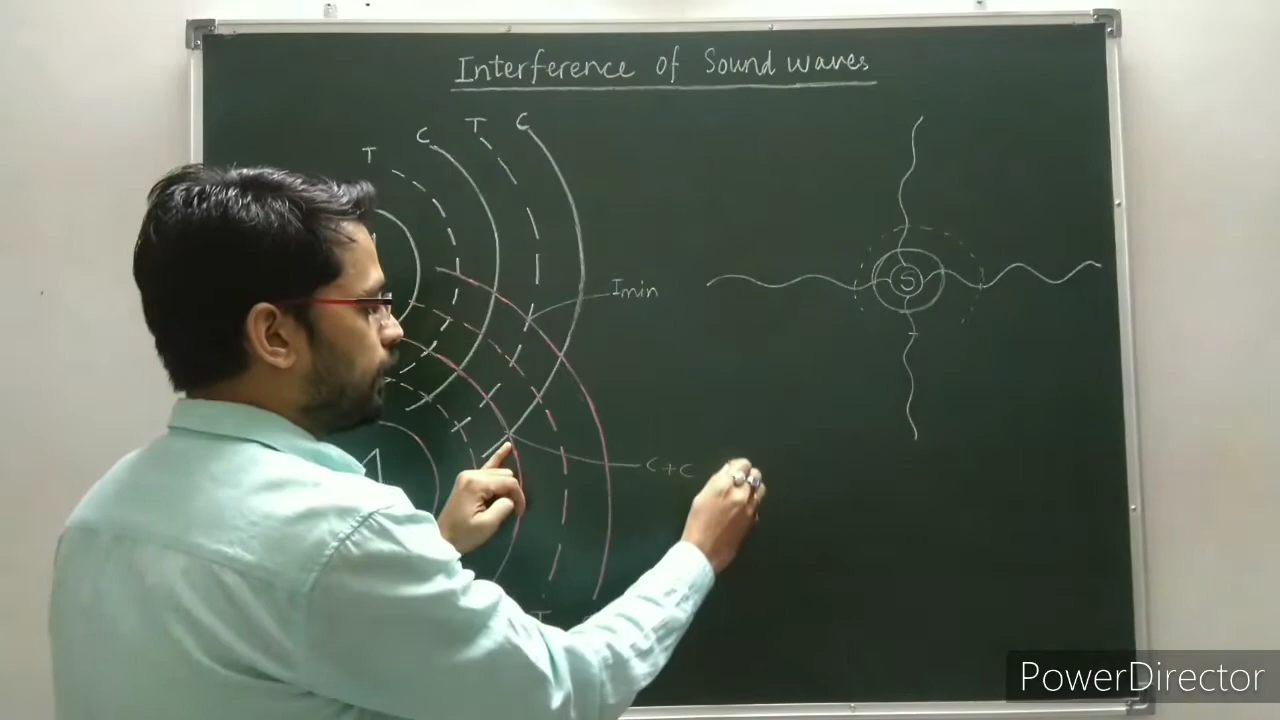 Interference of Sound waves
T C T C
S
Imin
C + C
T
PowerDirector